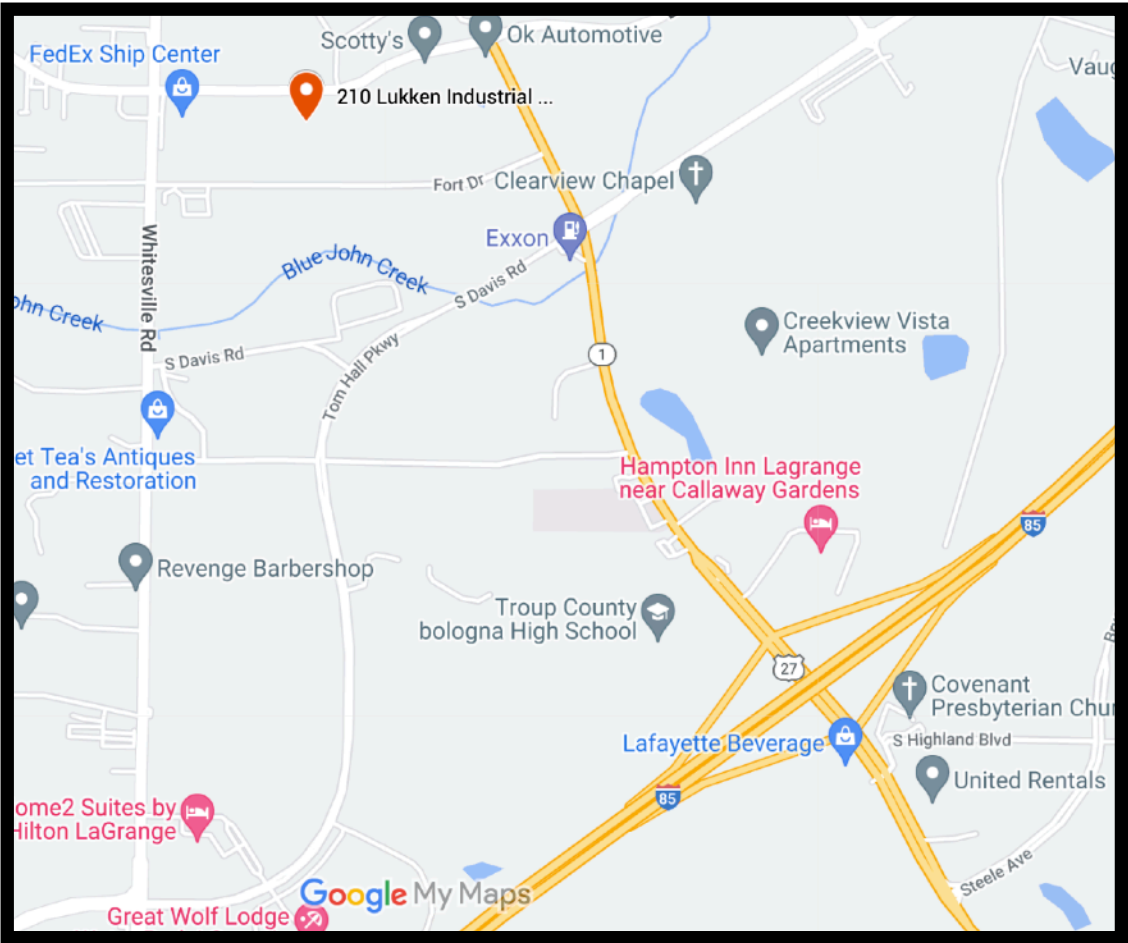 Scotty's
Ok Automotive
FedEx Ship Center
Vaug
210 Lukken Industrial ...
Fort Dr
Clearview Chapel
Exxon
Whitesville Rd
Blue John Creek
S Davis Rd
ohn Creek
Creekview Vista
Apartments
S Davis Rd
1
Tom Hall Pkwy
et Tea's Antiques
and Restoration
Hampton Inn Lagrange
near Callaway Gardens
85
Revenge Barbershop
Troup County
bologna High School
27
Covenant
Presbyterian Chur
Lafayette Beverage
S Highland Blvd
United Rentals
85
ome2 Suites by
Hilton LaGrange
Steele Ave
Google My Maps
Great Wolf Lodge